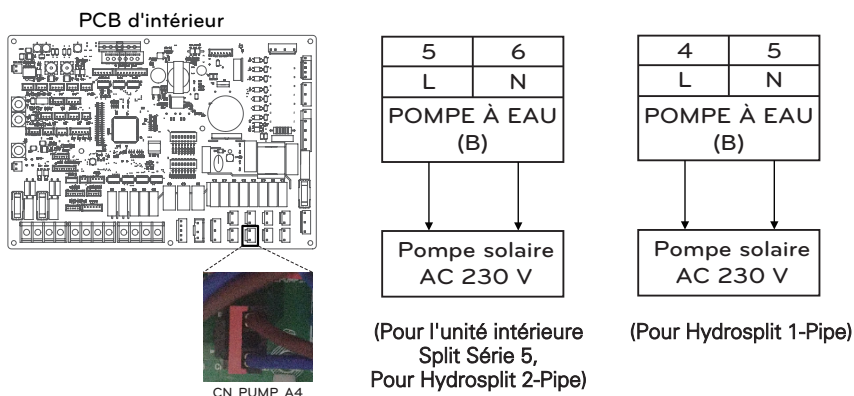 PCB d'intérieur
CN_PUMP_A4
5 6
L N
POMPE À EAU
(B)
Pompe solaire
AC 230 V
(Pour l'unité intérieure
Split Série 5,
Pour Hydrosplit 2-Pipe)
4 5
L N
POMPE À EAU
(B)
Pompe solaire
AC 230 V
(Pour Hydrosplit 1-Pipe)